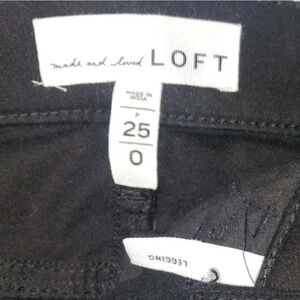 made and loved LOFT
MADE IN
INDIA
P
25
0
LEGGING